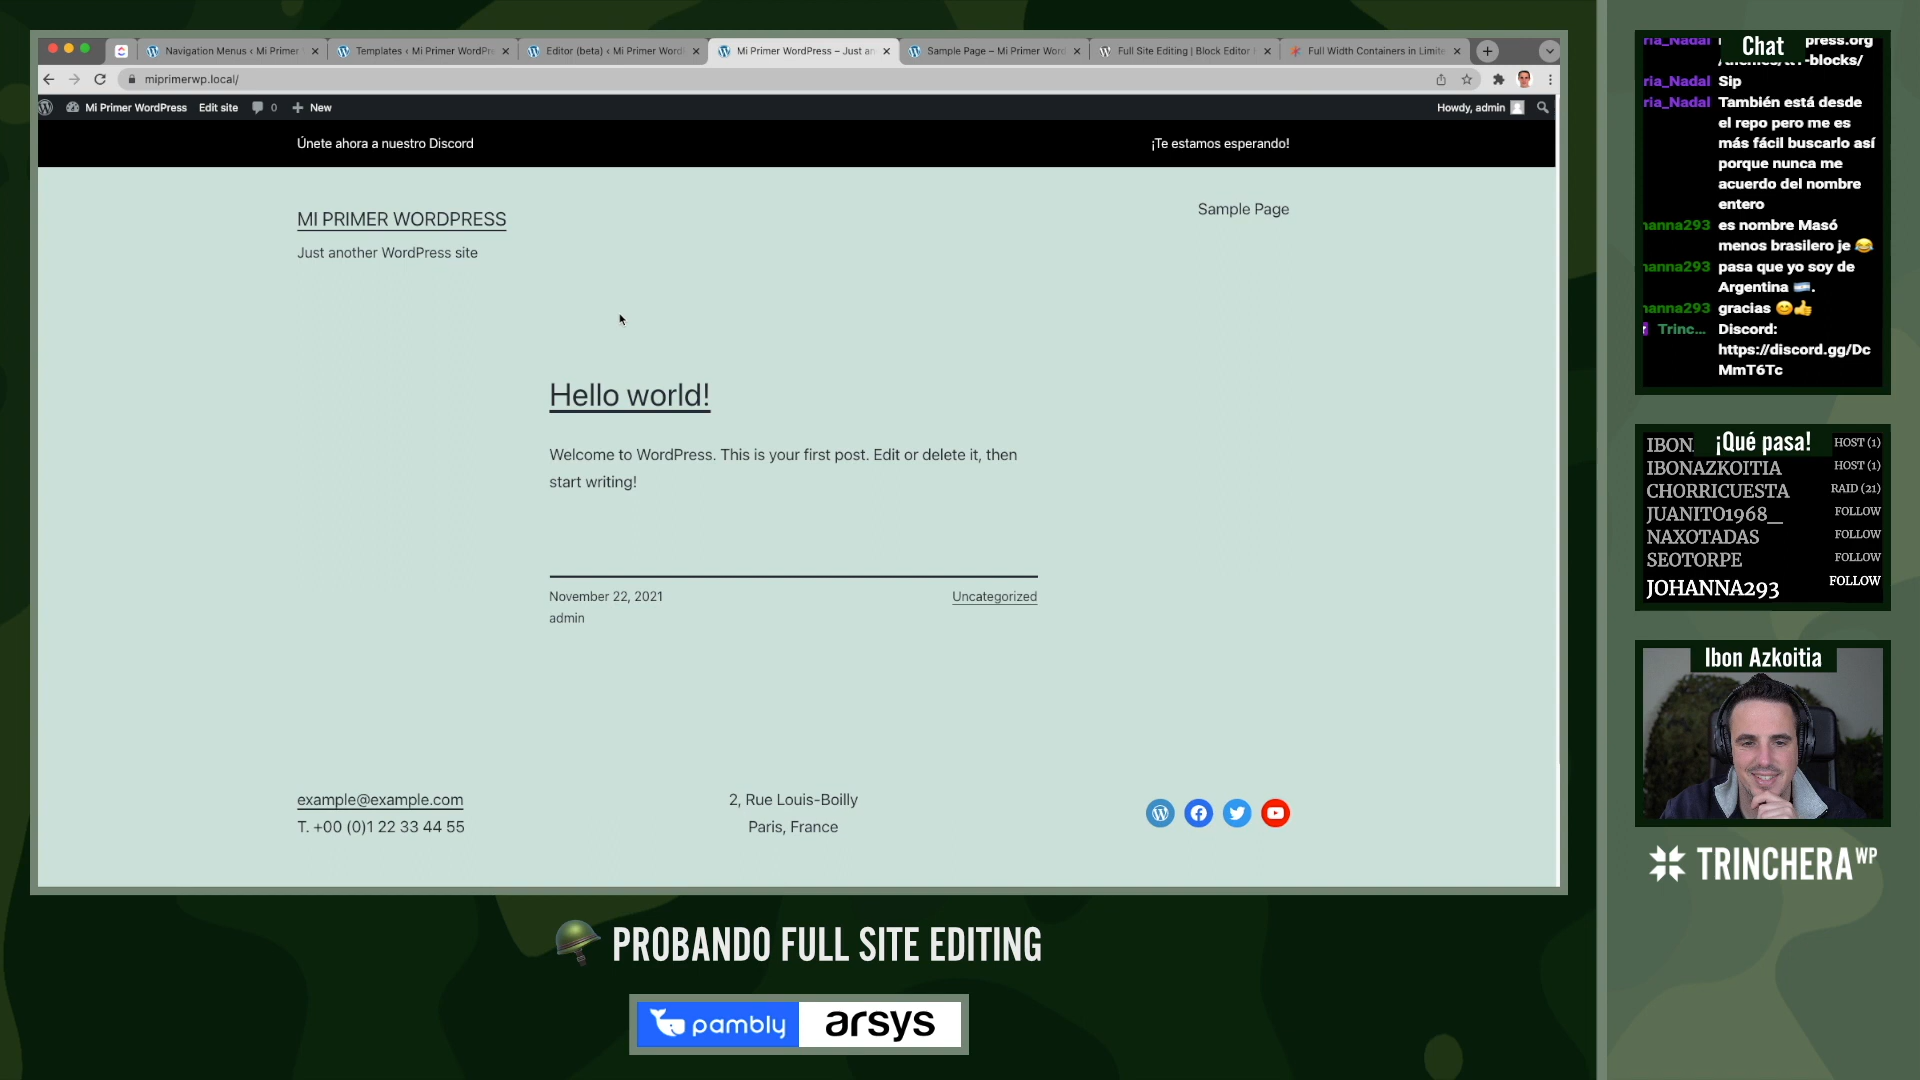 Navigation Menus ‹ Mi Primer
Templates ‹ Mi Primer WordPr
Editor (beta) ‹ Mi Primer Word
Mi Primer WordPress – Just an
Sample Page – Mi Primer Word
Full Site Editing | Block Editor
Full Width Containers in Limite
miprimerwp.local/
Mi Primer WordPress
Edit site
0
New
Howdy, admin
Únete ahora a nuestro Discord
¡Te estamos esperando!
MI PRIMER WORDPRESS
Just another WordPress site
Sample Page
Hello world!
Welcome to WordPress. This is your first post. Edit or delete it, then
start writing!
November 22, 2021
Uncategorized
admin
example@example.com
T. +00 (0)1 22 33 44 55
2, Rue Louis-Boilly
Paris, France
PROBANDO FULL SITE EDITING
pambly
arsys
Chat
ria_Nadal
press.org
-blocks/
ria_Nadal Sip
ria_Nadal También está desde
el repo pero me es
más fácil buscarlo así
porque nunca me
acuerdo del nombre
entero
hanna293 es nombre Masó
menos brasilero je 😂
hanna293 pasa que yo soy de
Argentina 🇦🇷.
hanna293 gracias 😊👍
Trinc... Discord:
https://discord.gg/Dc
MmT6Tc
¡Qué pasa!
IBON
HOST (1)
IBONAZKOITIA HOST (1)
CHORRICUESTA RAID (21)
JUANITO1968_ FOLLOW
NAXOTADAS FOLLOW
SEOTORPE FOLLOW
JOHANNA293 FOLLOW
Ibon Azkoitia
TRINCHERA WP